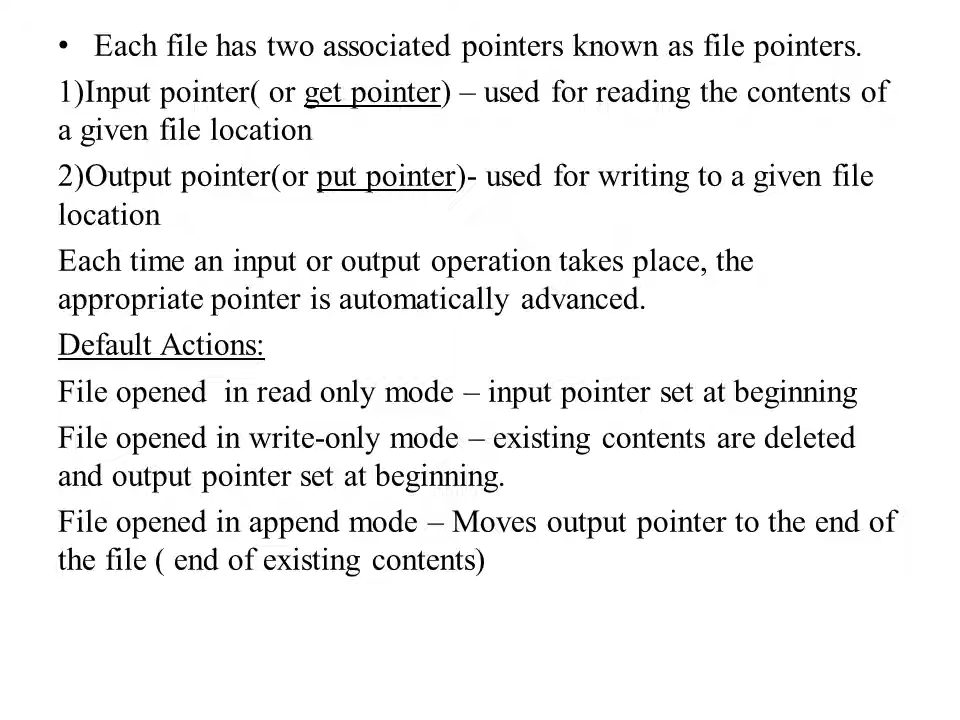 • Each file has two associated pointers known as file pointers.
1)Input pointer( or get pointer) – used for reading the contents of
a given file location
2)Output pointer(or put pointer)- used for writing to a given file
location
Each time an input or output operation takes place, the
appropriate pointer is automatically advanced.
Default Actions:
File opened  in read only mode – input pointer set at beginning
File opened in write-only mode – existing contents are deleted
and output pointer set at beginning.
File opened in append mode – Moves output pointer to the end of
the file ( end of existing contents)